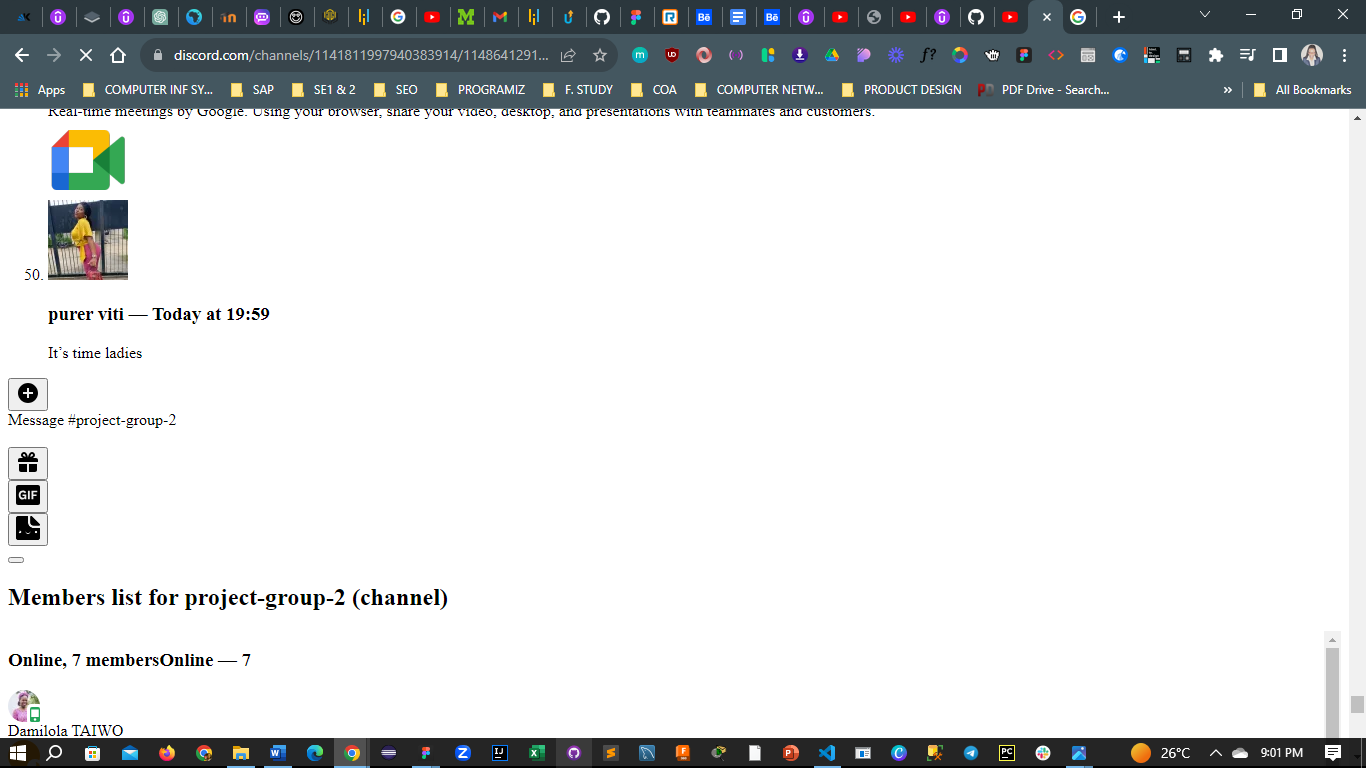 discord.com/channels/1141811997940383914/1148641291...
Apps COMPUTER INF SY... SAP SE1 & 2 SEO PROGRAMIZ F. STUDY COA COMPUTER NETW... PRODUCT DESIGN PDF Drive - Search... » All Bookmarks
Real-time meetings by Google. Using your browser, share your video, desktop, and presentations with teammates and customers.
50.
purer viti — Today at 19:59
It’s time ladies
Message #project-group-2
GIF
Members list for project-group-2 (channel)
Online, 7 membersOnline — 7
Damilola TAIWO
26°C 9:01 PM